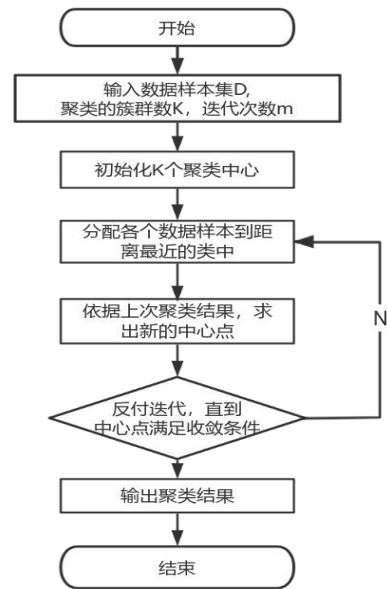 开始
输入数据样本集D,
聚类的簇群数K，迭代次数m
初始化K个聚类中心
分配各个数据样本到距
离最近的类中
依据上次聚类结果，求
出新的中心点
N
反付迭代，直到
中心点满足收敛条件
输出聚类结果
结束